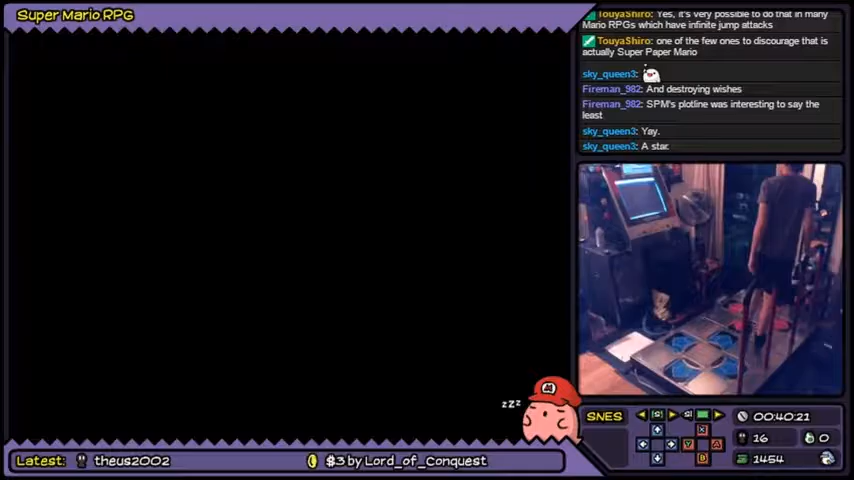 Super Mario RPG
TouyaShiro: Yes, it's very possible to do that in many
Mario RPGs which have infinite jump attacks
TouyaShiro: one of the few ones to discourage that is
actually Super Paper Mario
sky_queen3:
Fireman_982: And destroying wishes
Fireman_982: SPM's plotline was interesting to say the
least
sky_queen3: Yay.
sky_queen3: A star.
zZZ
M
SNES
X
Y A
B
00:40:21
16
0
1454
Latest: theus2002
$3 by Lord_of_Conquest